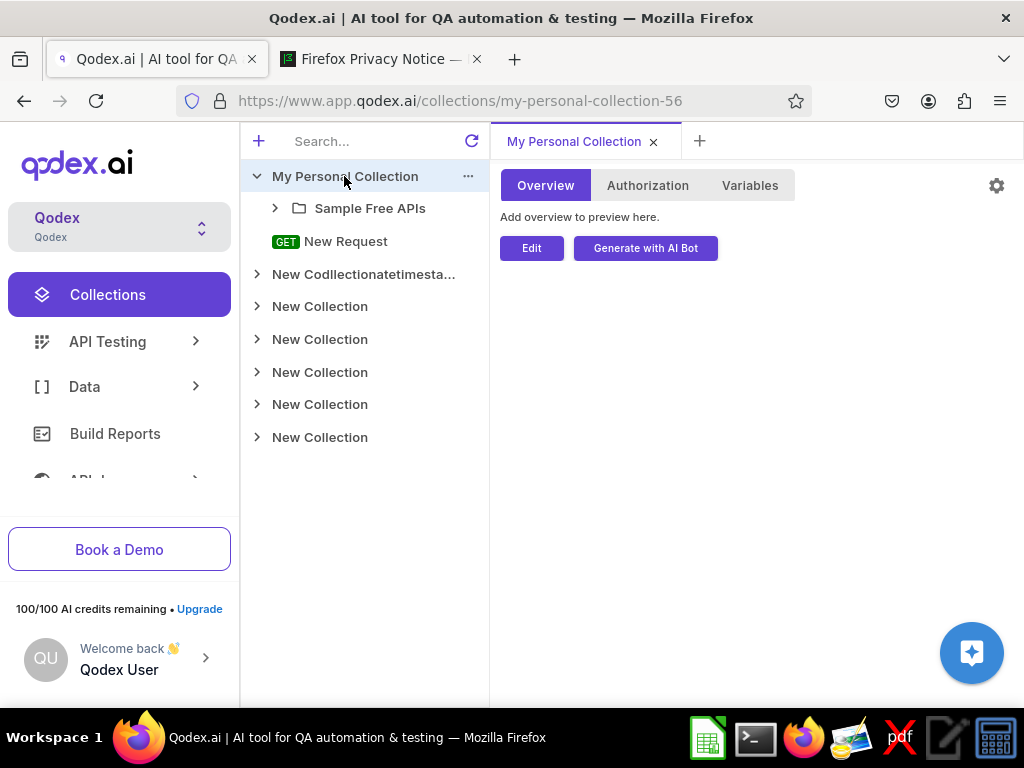 Qodex.ai | AI tool for QA automation & testing — Mozilla Firefox
Qodex.ai | AI tool for QA
Firefox Privacy Notice —
https://www.app.qodex.ai/collections/my-personal-collection-56
qodex.ai
Qodex
Qodex
Collections
API Testing
Data
Build Reports
Book a Demo
100/100 AI credits remaining • Upgrade
QU
Welcome back 👋
Qodex User
Search...
My Personal Collection
Sample Free APIs
GET New Request
New Codllectionatetimesta...
New Collection
New Collection
New Collection
New Collection
New Collection
My Personal Collection
Overview
Authorization
Variables
Add overview to preview here.
Edit
Generate with AI Bot
Workspace 1
Qodex.ai | AI tool for QA automation & testing — Mozilla Firefox
pdf